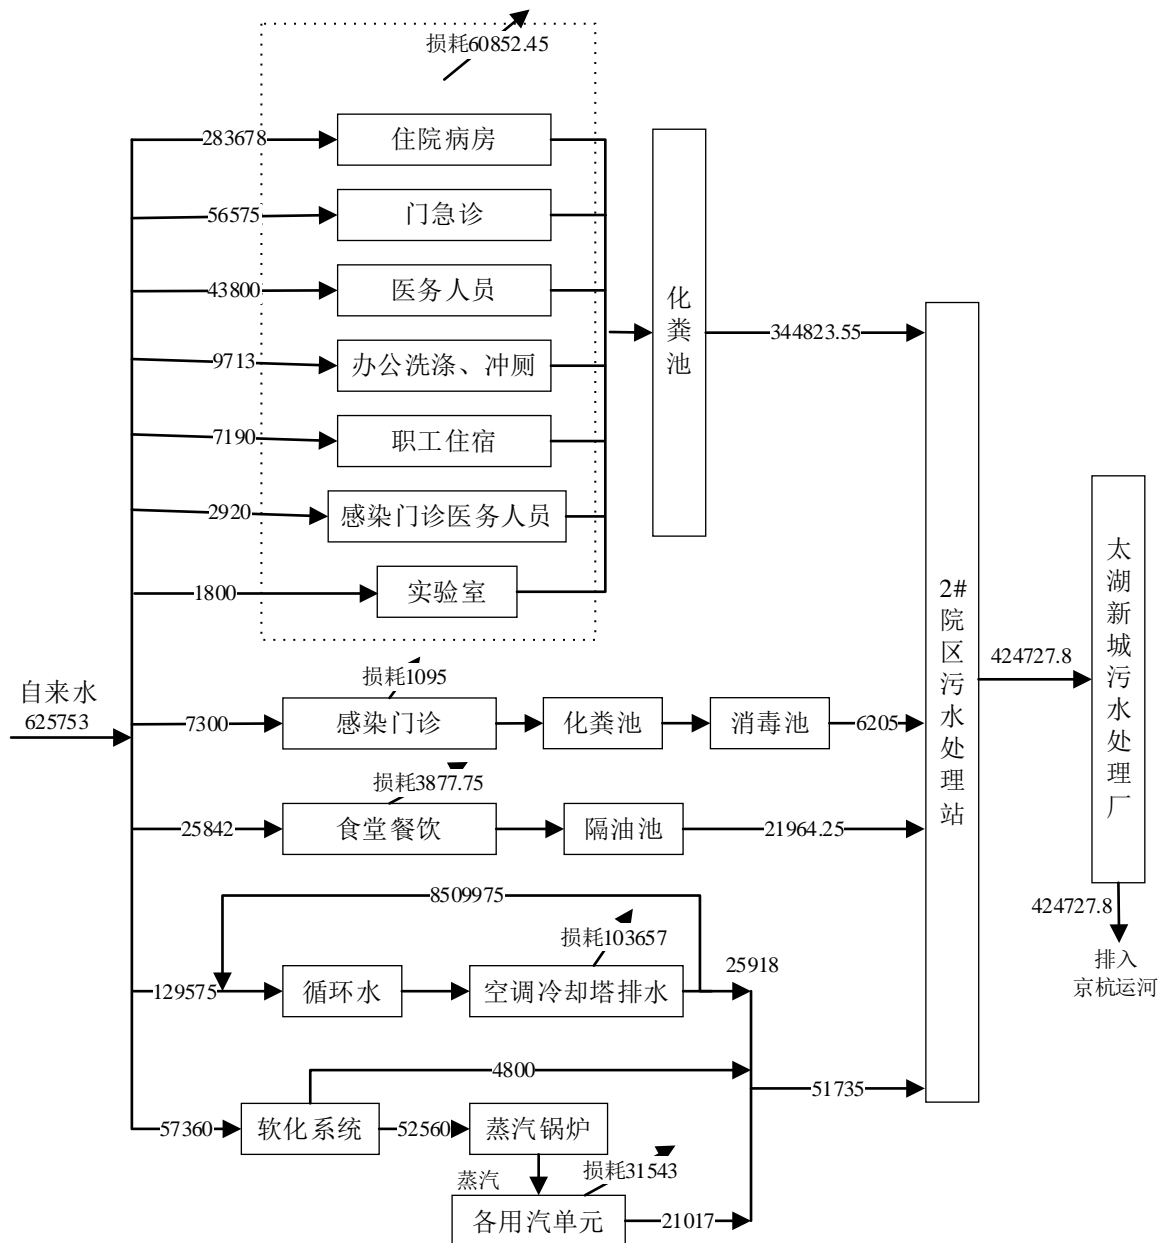 损耗60852.45
283678
住院病房
56575
门急诊
43800
医务人员
9713
办公洗涤、冲厕
7190
职工住宿
2920
感染门诊医务人员
1800
实验室
化粪池
344823.55
自来水
625753
损耗1095
7300
感染门诊
化粪池
消毒池
6205
损耗3877.75
25842
食堂餐饮
隔油池
21964.25
8509975
损耗103657
129575
循环水
空调冷却塔排水
25918
4800
57360
软化系统
52560
蒸汽锅炉
蒸汽
损耗31543
各用汽单元
21017
51735
2#院区污水处理站
424727.8
太湖新城污水处理厂
424727.8
排入
京杭运河